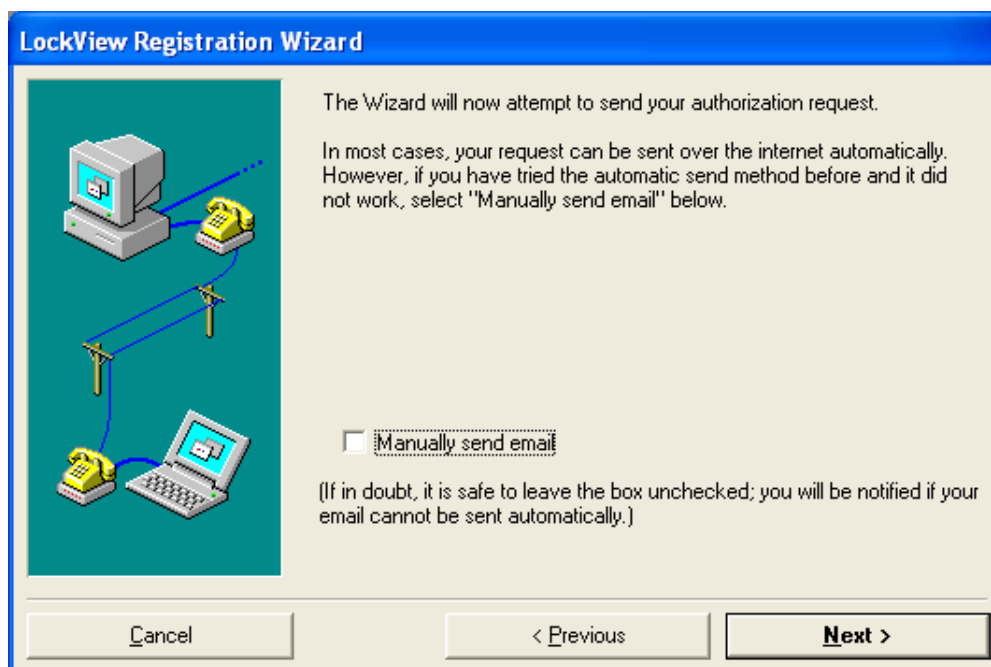 LockView Registration Wizard
The Wizard will now attempt to send your authorization request.
In most cases, your request can be sent over the internet automatically.
However, if you have tried the automatic send method before and it did
not work, select "Manually send email" below.
Manually send email
(If in doubt, it is safe to leave the box unchecked; you will be notified if your
email cannot be sent automatically.)
Cancel
< Previous
Next >